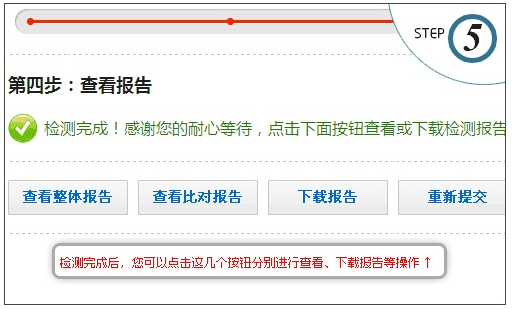 STEP 5
第四步：查看报告
检测完成！感谢您的耐心等待，点击下面按钮查看或下载检测报告
查看整体报告 查看比对报告 下载报告 重新提交
检测完成后，您可以点击这几个按钮分别进行查看、下载报告等操作 ↑